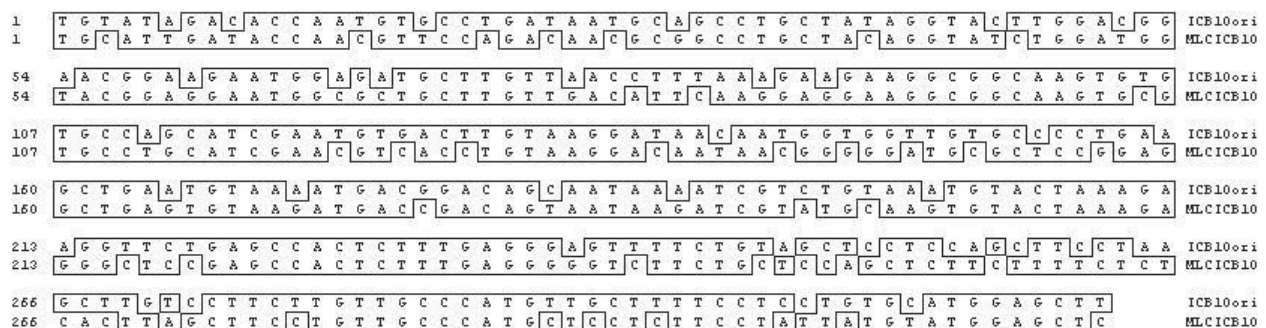 1 T G T A T A G A C A C C A A T G T G C C T G A T A A T G C A G C C T G C T A T A G G T A C T T G G A C G G ICB10ori
1 T G C A T T G A T A C C A A C G T T C C A G A C A A C G C G G C C T G C T A C A G G T A T C T G G A T G G MLCICB10
54 A A C G G A A G A A T G G A G A T G C T T G T T A A C C T T T A A A G A A G A A G G C G G C A A G T G T G ICB10ori
54 T A C G G A G G A A T G G C G C T G C T T G T T G A C A T T C A A G G A G G A A G G C G G C A A G T G C G MLCICB10
107 T G C C A G C A T C G A A T G T G A C T T G T A A G G A T A A C A A T G G T G G T T G T G C C C C T G A A ICB10ori
107 T G C C T G C A T C G A A C G T C A C C T G T A A G G A C A A T A A C G G G G G A T G C G C T C C G G A G MLCICB10
160 G C T G A A T G T A A A A T G A C G G A C A G C A A T A A A A T C G T C T G T A A A T G T A C T A A A G A ICB10ori
160 G C T G A G T G T A A G A T G A C C G A C A G T A A T A A G A T C G T A T G C A A G T G T A C T A A A G A MLCICB10
213 A G G T T C T G A G C C A C T C T T T G A G G G A G T T T T C T G T A G C T C C T C C A G C T T C C T A A ICB10ori
213 G G G C T C C G A G C C A C T C T T T G A G G G G G T C T T C T G C T C C A G C T C T T C T T T T C T C T MLCICB10
266 G C T T G T C C T T C T T G T T G C C C A T G T T G C T T T T C C T C C T G T G C A T G G A G C T T ICB10ori
266 C A C T T A G C T T C C T G T T G C C C A T G C T C C T C T T C C T A T T A T G T A T G G A G C T C MLCICB10